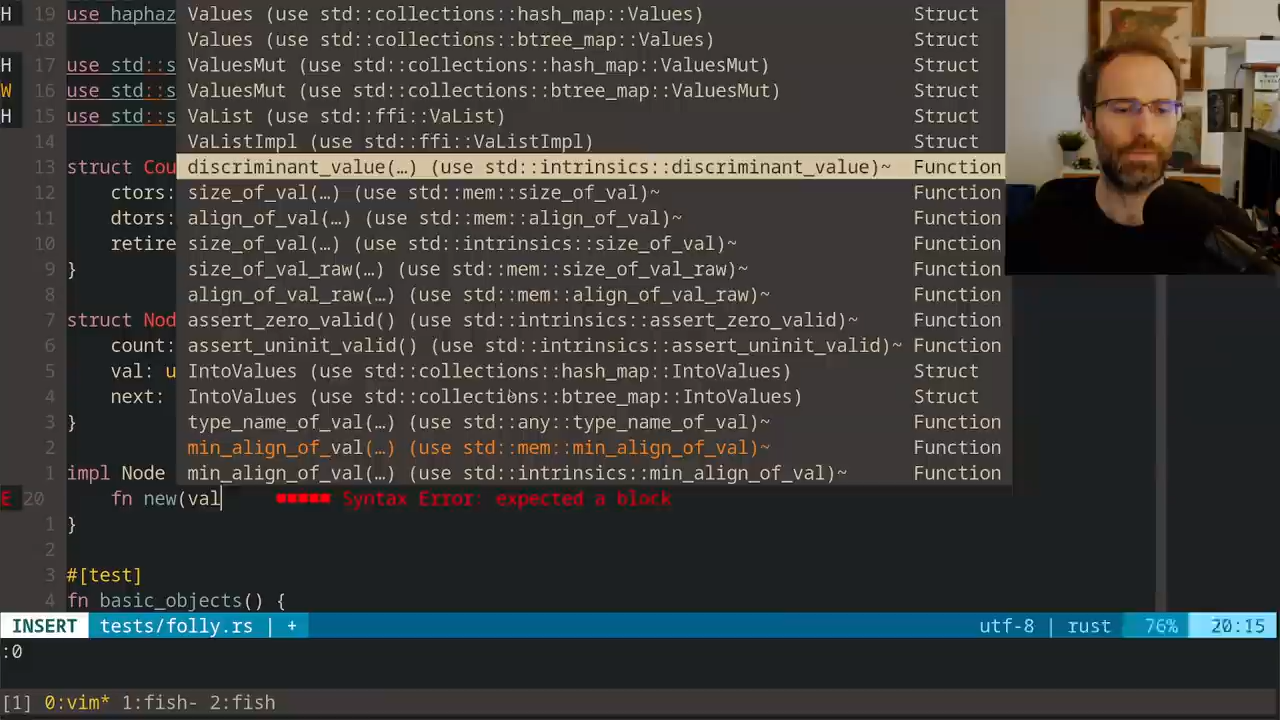 H 19 use haphaz Values (use std::collections::hash_map::Values) Struct
18 Values (use std::collections::btree_map::Values) Struct
H 17 use std::s ValuesMut (use std::collections::hash_map::ValuesMut) Struct
W 16 use std::s ValuesMut (use std::collections::btree_map::ValuesMut) Struct
H 15 use std::s VaList (use std::ffi::VaList) Struct
14 VaListImpl (use std::ffi::VaListImpl) Struct
13 struct Cou discriminant_value(…) (use std::intrinsics::discriminant_value)~ Function
12 ctors: size_of_val(…) (use std::mem::size_of_val)~ Function
11 dtors: align_of_val(…) (use std::mem::align_of_val)~ Function
10 retire size_of_val(…) (use std::intrinsics::size_of_val)~ Function
9 } size_of_val_raw(…) (use std::mem::size_of_val_raw)~ Function
8 align_of_val_raw(…) (use std::mem::align_of_val_raw)~ Function
7 struct Nod assert_zero_valid() (use std::intrinsics::assert_zero_valid)~ Function
6 count: assert_uninit_valid() (use std::intrinsics::assert_uninit_valid)~ Function
5 val: u IntoValues (use std::collections::hash_map::IntoValues) Struct
4 next: IntoValues (use std::collections::btree_map::IntoValues) Struct
3 } type_name_of_val(…) (use std::any::type_name_of_val)~ Function
2 min_align_of_val(…) (use std::mem::min_align_of_val)~ Function
1 impl Node min_align_of_val(…) (use std::intrinsics::min_align_of_val)~ Function
E 20 fn new(val ■■■■■ Syntax Error: expected a block
1 }
2
3 #[test]
4 fn basic_objects() {
INSERT tests/folly.rs | + utf-8 | rust 76% 20:15
:0
[1] 0:vim* 1:fish- 2:fish